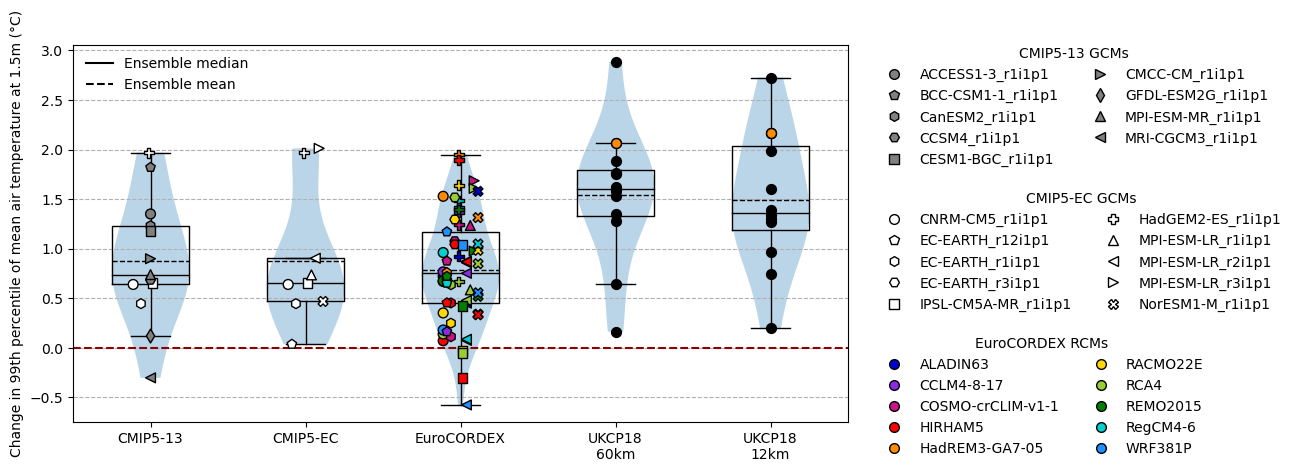 Change in 99th percentile of mean air temperature at 1.5m (°C)
3.0
2.5
2.0
1.5
1.0
0.5
0.0
−0.5
Ensemble median
Ensemble mean
CMIP5-13
CMIP5-EC
EuroCORDEX
UKCP18
60km
UKCP18
12km
CMIP5-13 GCMs
ACCESS1-3_r1i1p1
BCC-CSM1-1_r1i1p1
CanESM2_r1i1p1
CCSM4_r1i1p1
CESM1-BGC_r1i1p1
CMCC-CM_r1i1p1
GFDL-ESM2G_r1i1p1
MPI-ESM-MR_r1i1p1
MRI-CGCM3_r1i1p1
CMIP5-EC GCMs
CNRM-CM5_r1i1p1
EC-EARTH_r12i1p1
EC-EARTH_r1i1p1
EC-EARTH_r3i1p1
IPSL-CM5A-MR_r1i1p1
HadGEM2-ES_r1i1p1
MPI-ESM-LR_r1i1p1
MPI-ESM-LR_r2i1p1
MPI-ESM-LR_r3i1p1
NorESM1-M_r1i1p1
EuroCORDEX RCMs
ALADIN63
CCLM4-8-17
COSMO-crCLIM-v1-1
HIRHAM5
HadREM3-GA7-05
RACMO22E
RCA4
REMO2015
RegCM4-6
WRF381P